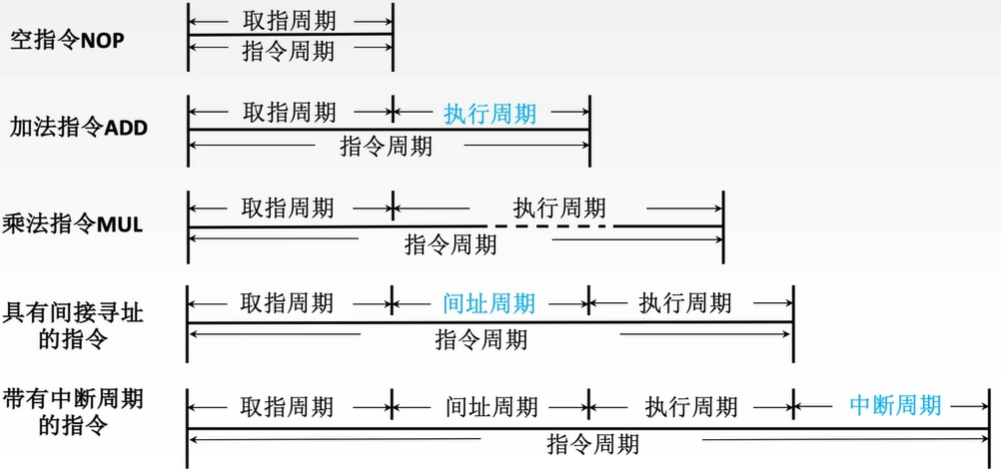 取指周期
空指令NOP
指令周期
取指周期 执行周期
加法指令ADD
指令周期
取指周期 执行周期
乘法指令MUL
指令周期
取指周期 间址周期 执行周期
具有间接寻址
的指令
指令周期
取指周期 间址周期 执行周期 中断周期
带有中断周期
的指令
指令周期